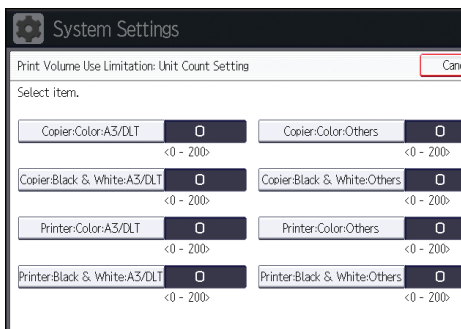 System Settings
Print Volume Use Limitation: Unit Count Setting
Select item.
Copier:Color:A3/DLT 0 Copier:Color:Others 0
<0 - 200> <0 - 200>
Copier:Black & White:A3/DLT 0 Copier:Black & White:Others 0
<0 - 200> <0 - 200>
Printer:Color:A3/DLT 0 Printer:Color:Others 0
<0 - 200> <0 - 200>
Printer:Black & White:A3/DLT 0 Printer:Black & White:Others 0
<0 - 200> <0 - 200>